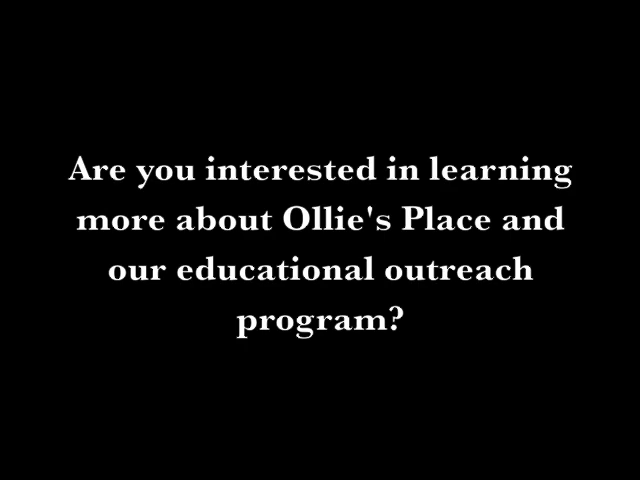 Are you interested in learning
more about Ollie's Place and
our educational outreach
program?